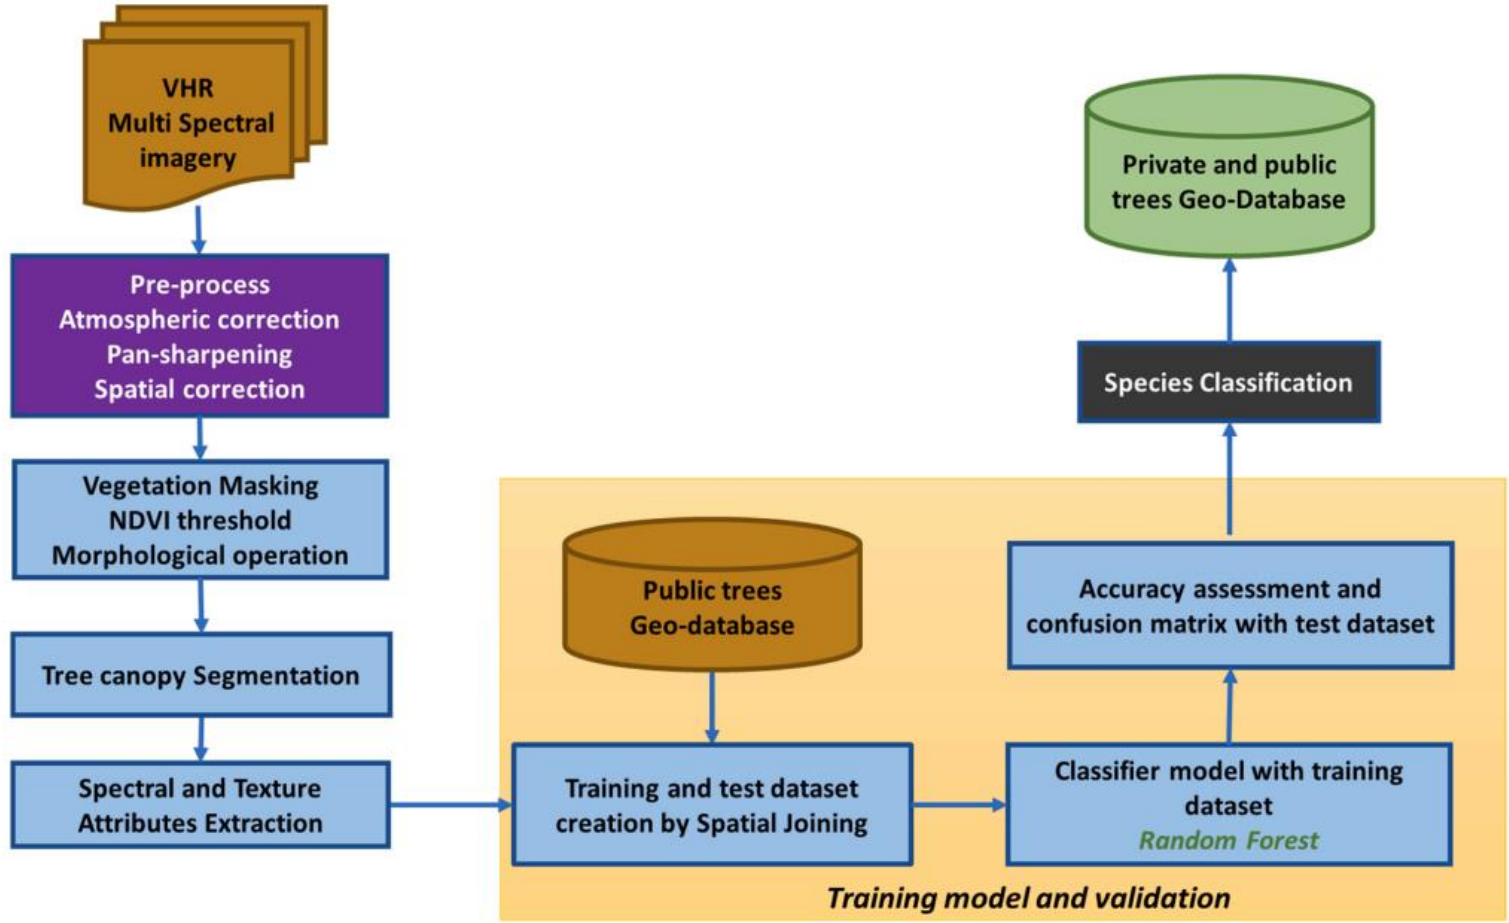 VHR
Multi Spectral
imagery
Pre-process
Atmospheric correction
Pan-sharpening
Spatial correction
Vegetation Masking
NDVI threshold
Morphological operation
Tree canopy Segmentation
Spectral and Texture
Attributes Extraction
Public trees
Geo-database
Training and test dataset
creation by Spatial Joining
Classifier model with training
dataset
Random Forest
Accuracy assessment and
confusion matrix with test dataset
Training model and validation
Species Classification
Private and public
trees Geo-Database